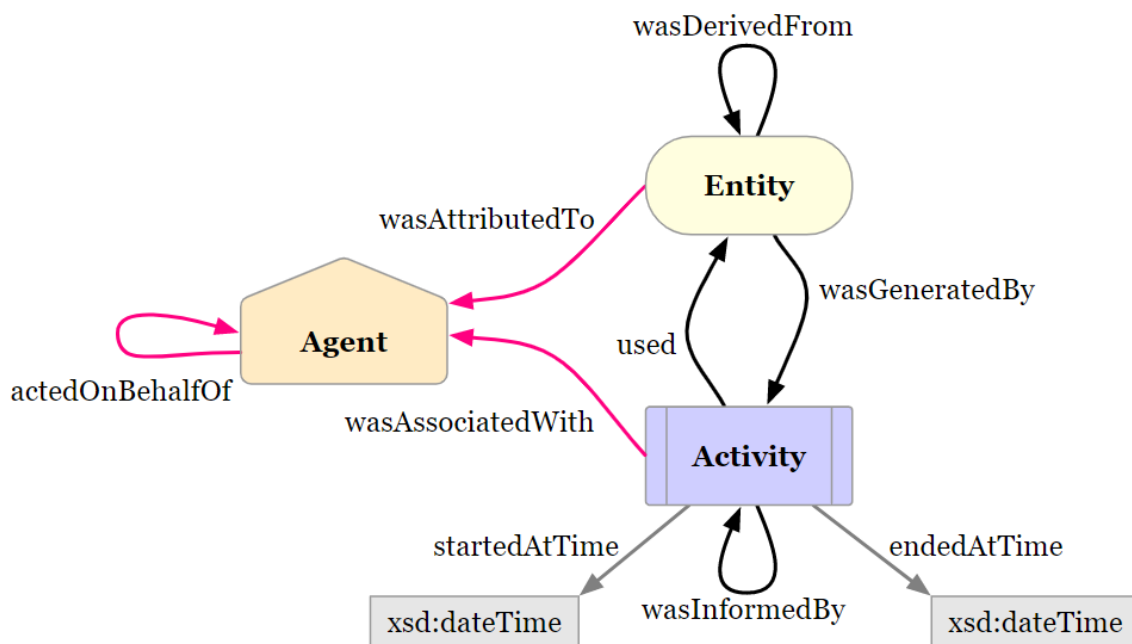 wasDerivedFrom
Entity
wasAttributedTo
wasGeneratedBy
Agent
used
actedOnBehalfOf
wasAssociatedWith
Activity
startedAtTime
endedAtTime
wasInformedBy
xsd:dateTime
xsd:dateTime